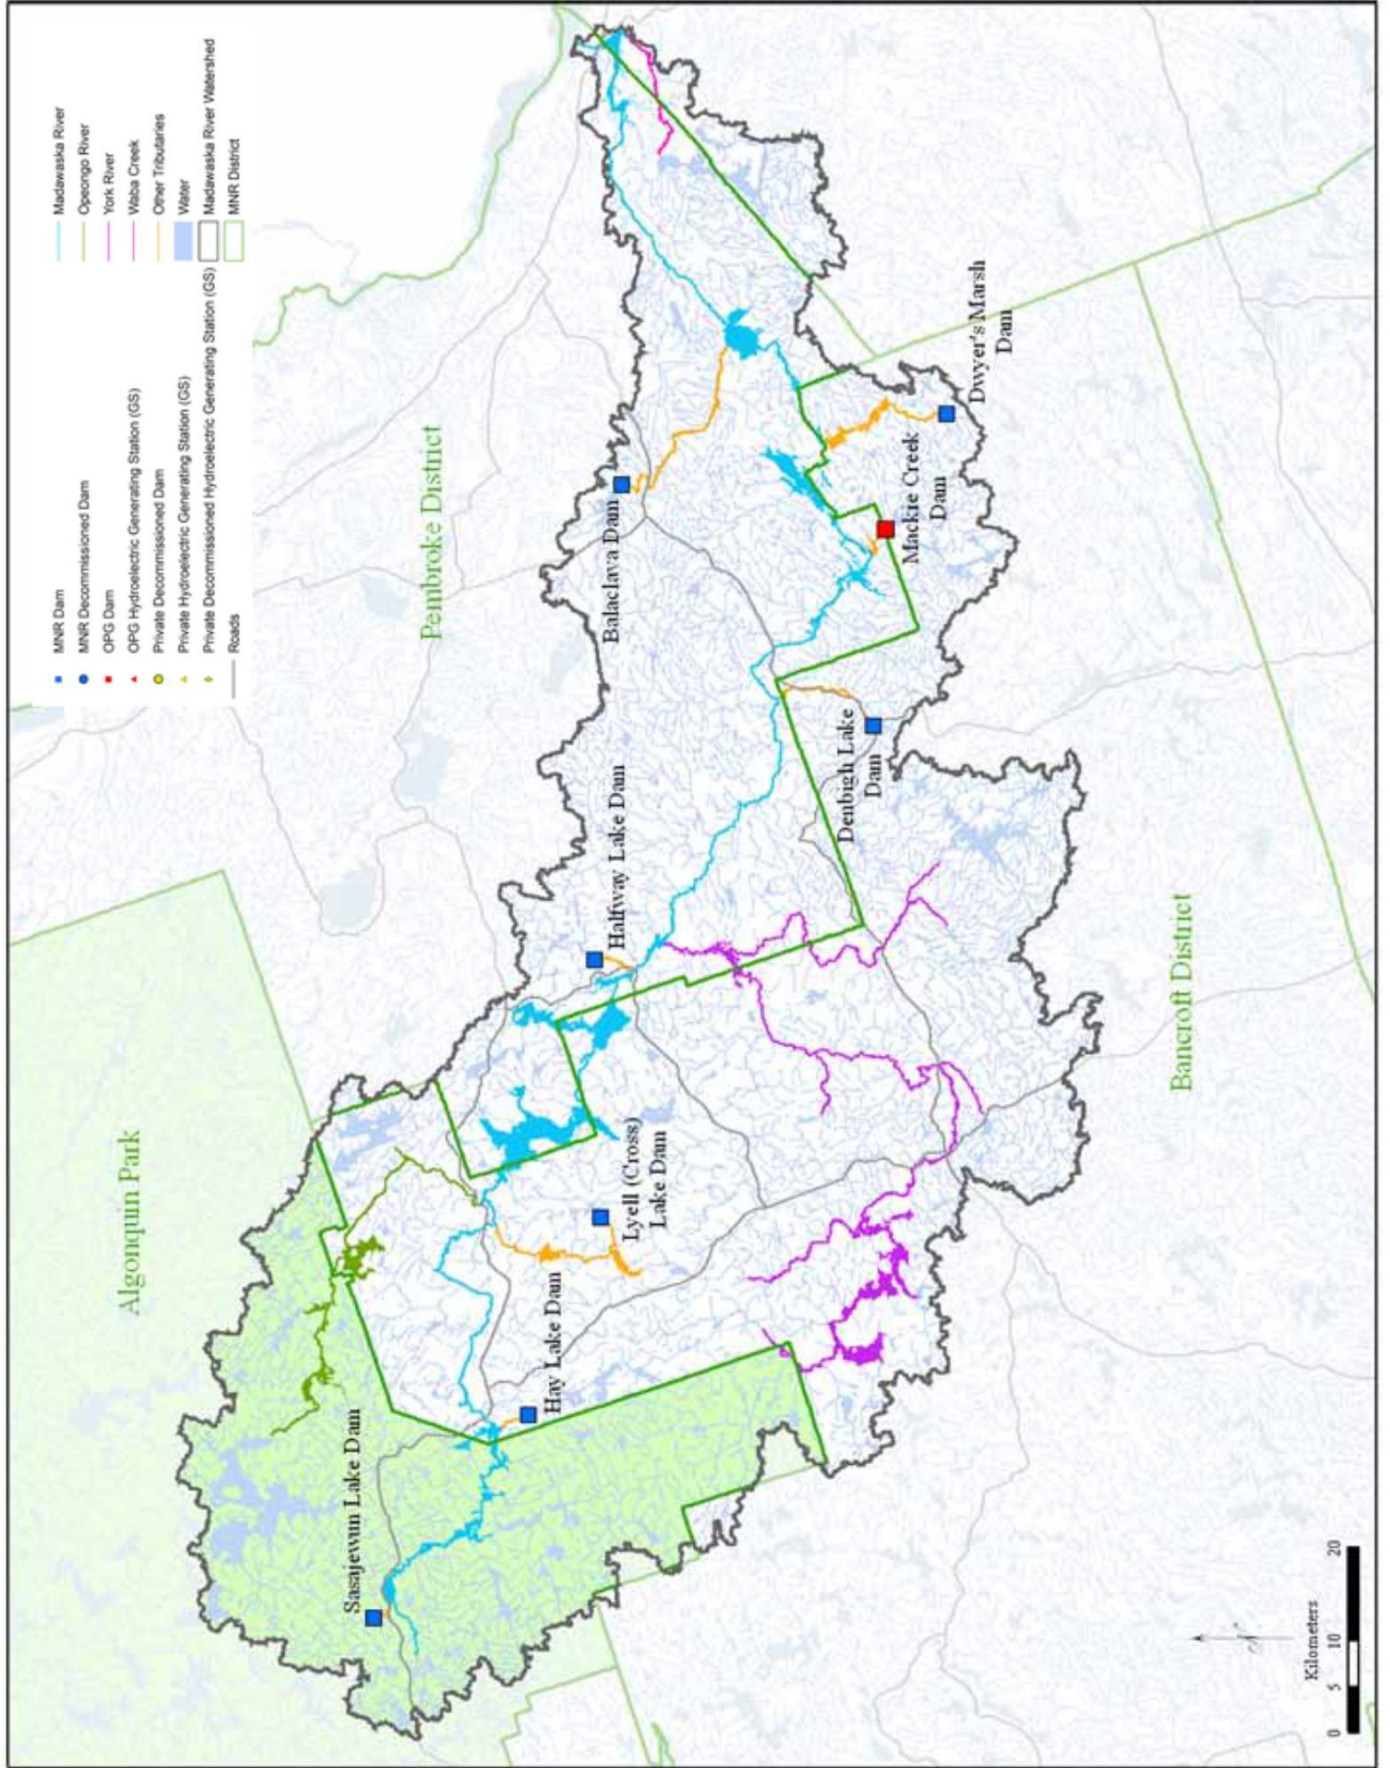 MNR Dam
MNR Decommissioned Dam
OPG Dam
OPG Hydroelectric Generating Station (GS)
Private Decommissioned Dam
Private Hydroelectric Generating Station (GS)
Private Decommissioned Hydroelectric Generating Station (GS)
Roads
Madawaska River
Opeongo River
York River
Waba Creek
Other Tributaries
Water
Madawaska River Watershed
MNR District
Algonquin Park
Pembroke District
Sasajewun Lake Dam
Hay Lake Dam
Lyell (Cross)
Lake Dam
Halfway Lake Dam
Balaclava Dam
Denbigh Lake
Dam
Mackie Creek
Dam
Dwyer's Marsh
Dam
Bancroft District
N
Kilometers
0 5 10 20